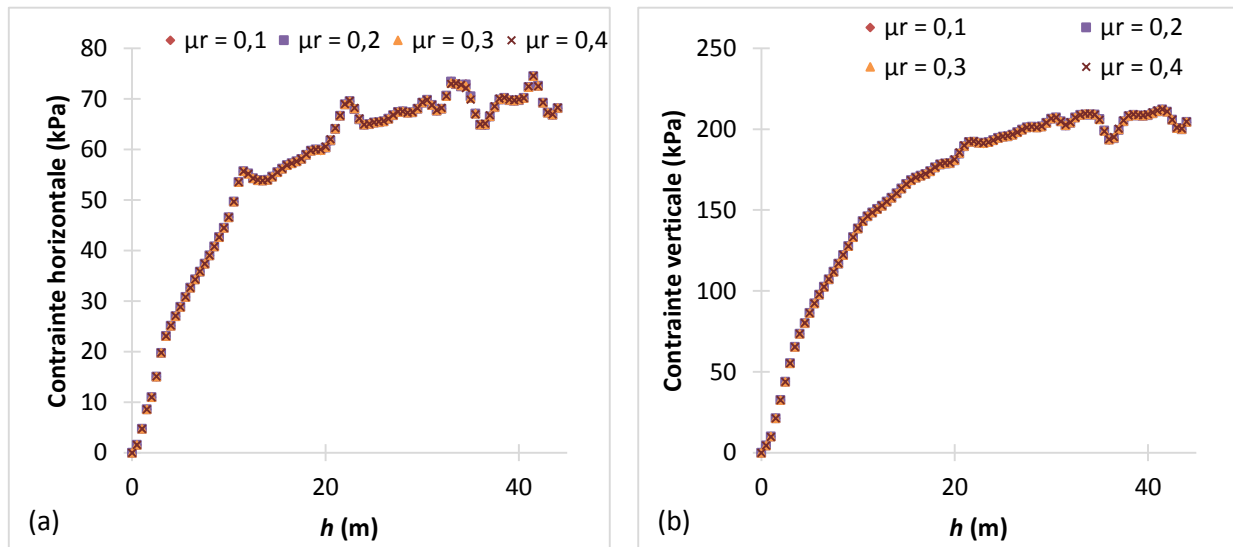 μr = 0,1 μr = 0,2 μr = 0,3 μr = 0,4
80
70
60
50
40
30
20
10
0
0 20 40
Contrainte horizontale (kPa)
h (m)
(a)
μr = 0,1 μr = 0,2
μr = 0,3 μr = 0,4
250
200
150
100
50
0
0 20 40
Contrainte verticale (kPa)
h (m)
(b)